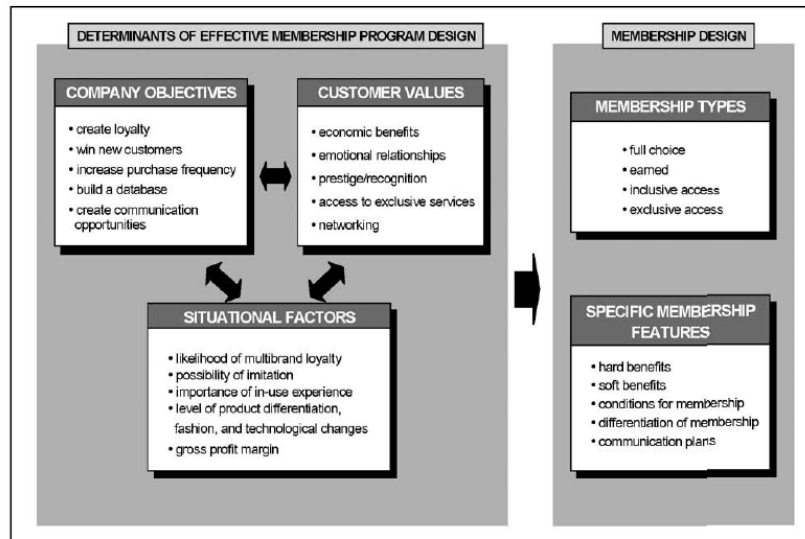 DETERMINANTS OF EFFECTIVE MEMBERSHIP PROGRAM DESIGN
COMPANY OBJECTIVES
• create loyalty
• win new customers
• increase purchase frequency
• build a database
• create communication
opportunities
CUSTOMER VALUES
• economic benefits
• emotional relationships
• prestige/recognition
• access to exclusive services
• networking
SITUATIONAL FACTORS
• likelihood of multibrand loyalty
• possibility of imitation
• importance of in-use experience
• level of product differentiation,
fashion, and technological changes
• gross profit margin
MEMBERSHIP DESIGN
MEMBERSHIP TYPES
• full choice
• earned
• inclusive access
• exclusive access
SPECIFIC MEMBERSHIP
FEATURES
• hard benefits
• soft benefits
• conditions for membership
• differentiation of membership
• communication plans